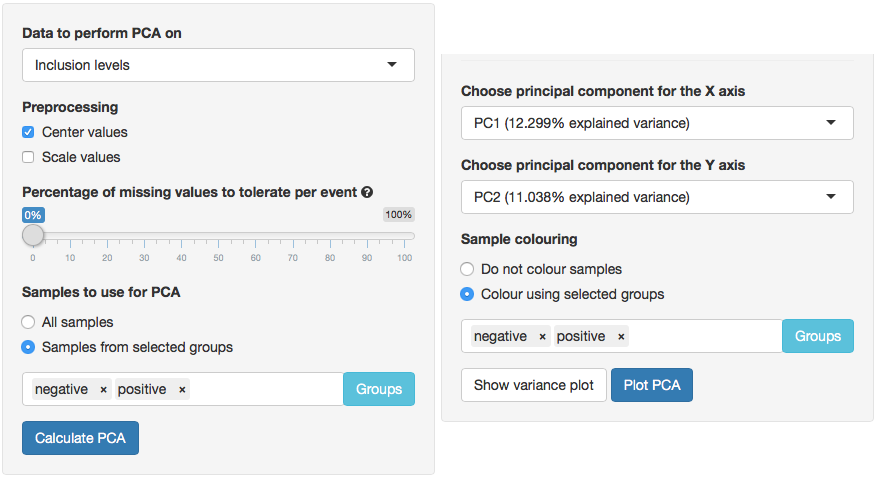 Data to perform PCA on
Inclusion levels
Preprocessing
Center values
Scale values
Percentage of missing values to tolerate per event ?
0% 100%
0 10 20 30 40 50 60 70 80 90 100
Samples to use for PCA
All samples
Samples from selected groups
negative × positive × Groups
Calculate PCA
Choose principal component for the X axis
PC1 (12.299% explained variance)
Choose principal component for the Y axis
PC2 (11.038% explained variance)
Sample colouring
Do not colour samples
Colour using selected groups
negative × positive × Groups
Show variance plot Plot PCA